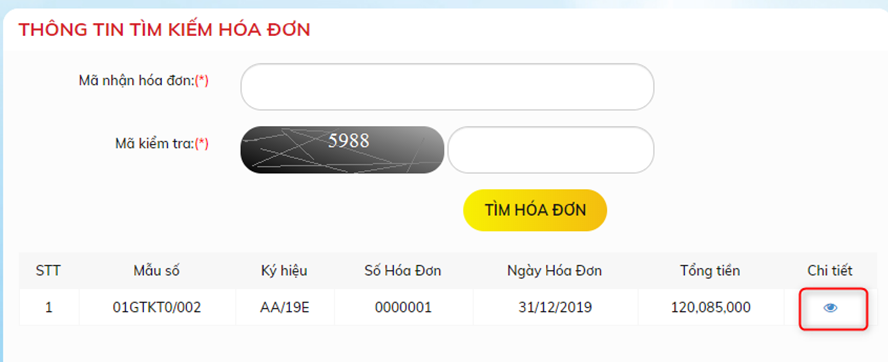 THÔNG TIN TÌM KIẾM HÓA ĐƠN
Mã nhận hóa đơn:(*)
Mã kiểm tra:(*) 5988
TÌM HÓA ĐƠN
STT Mẫu số Ký hiệu Số Hóa Đơn Ngày Hóa Đơn Tổng tiền Chi tiết
1 01GTKT0/002 AA/19E 0000001 31/12/2019 120,085,000